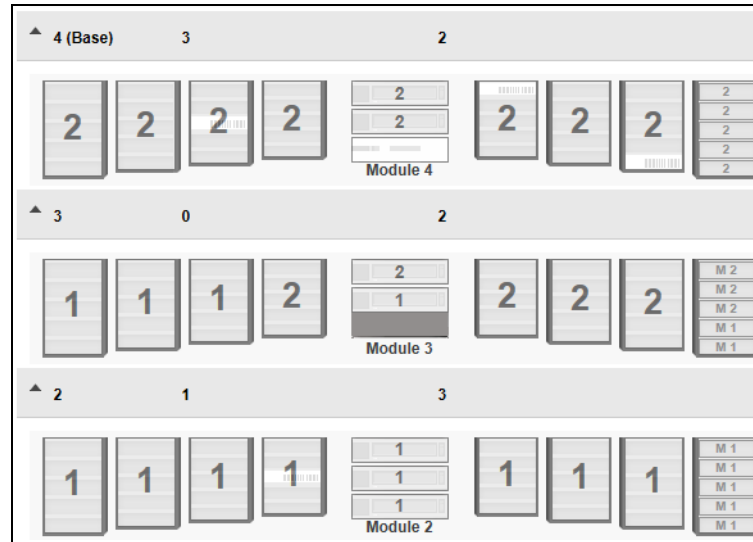 4 (Base) 3 2
2 2 2 2 2 2 2 2 2
2
2
2
2
2
Module 4
3 0 2
1 1 1 2 2 1 2 2 2
M 2
M 2
M 2
M 1
M 1
Module 3
2 1 3
1 1 1 1 1 1 1 1 1 1
M 1
M 1
M 1
M 1
M 1
Module 2